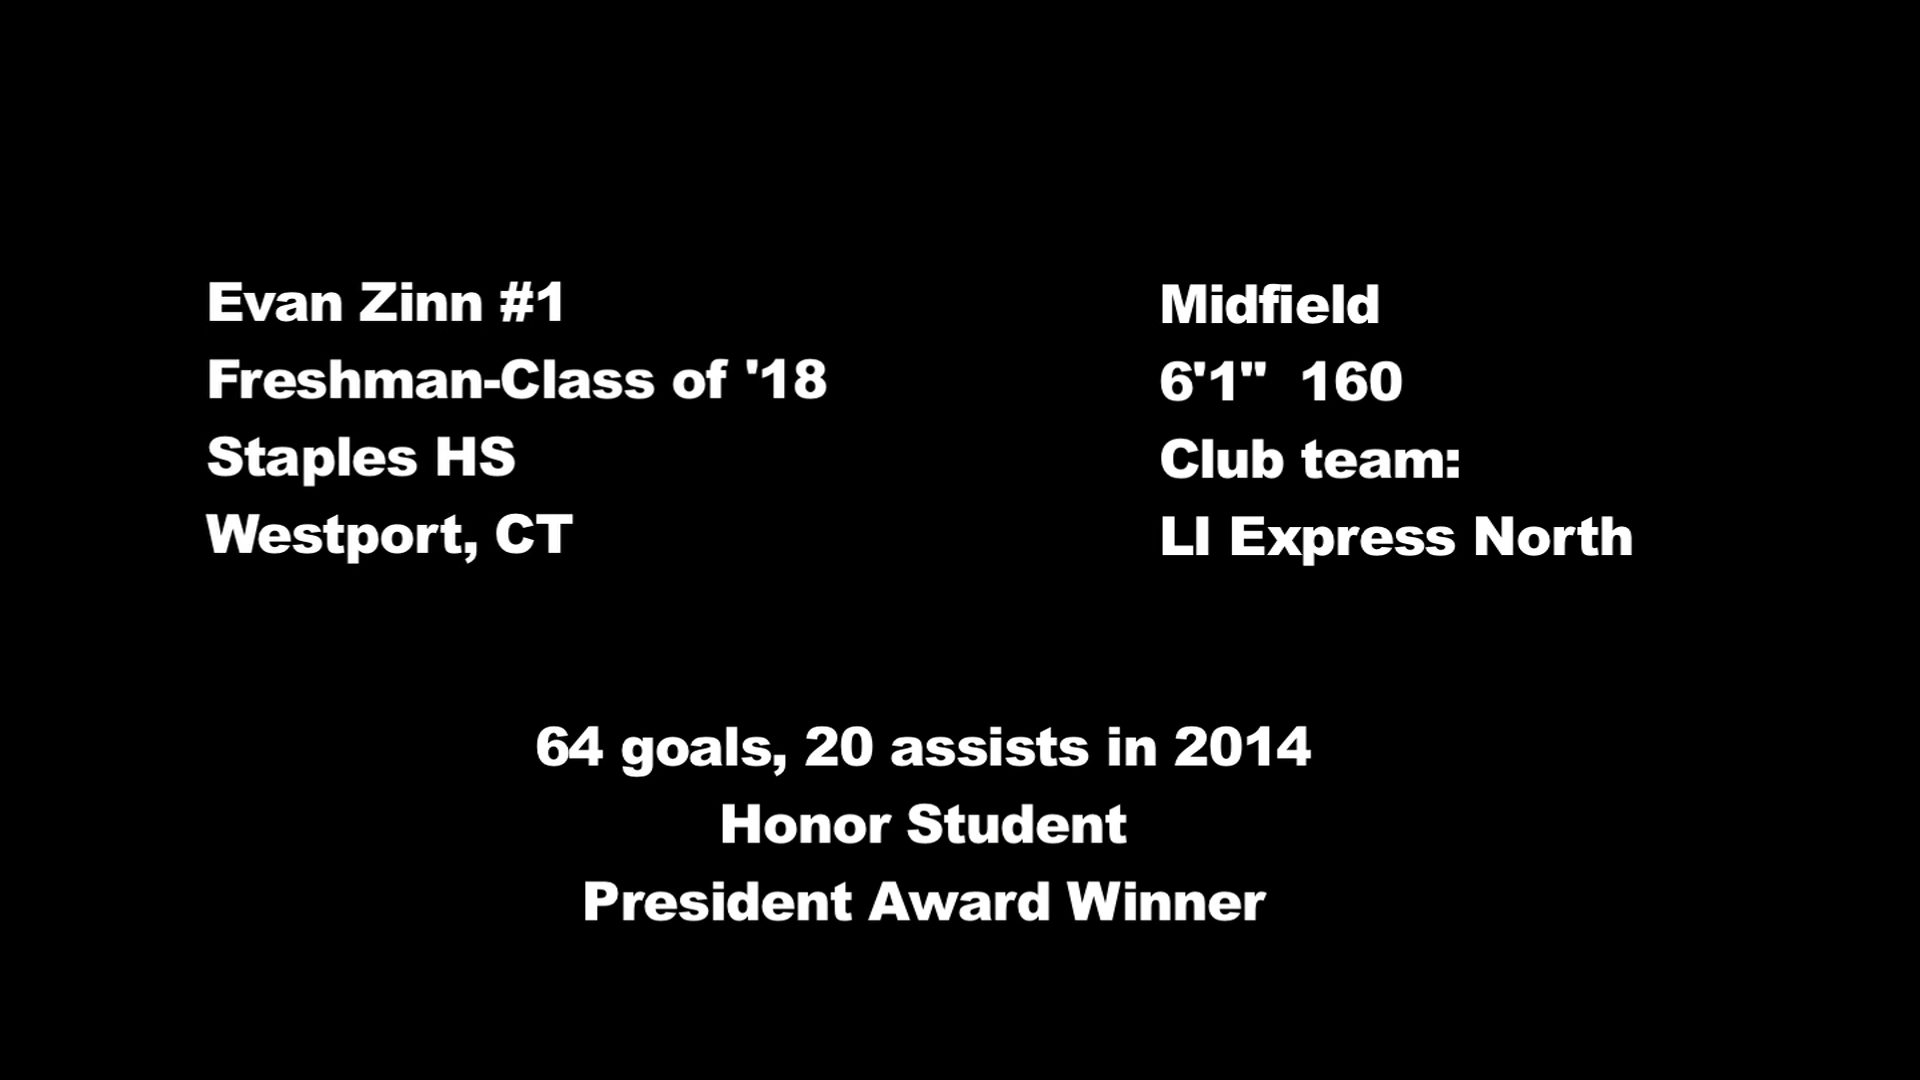 Evan Zinn #1
Freshman-Class of '18
Staples HS
Westport, CT
Midfield
6'1"  160
Club team:
LI Express North
64 goals, 20 assists in 2014
Honor Student
President Award Winner